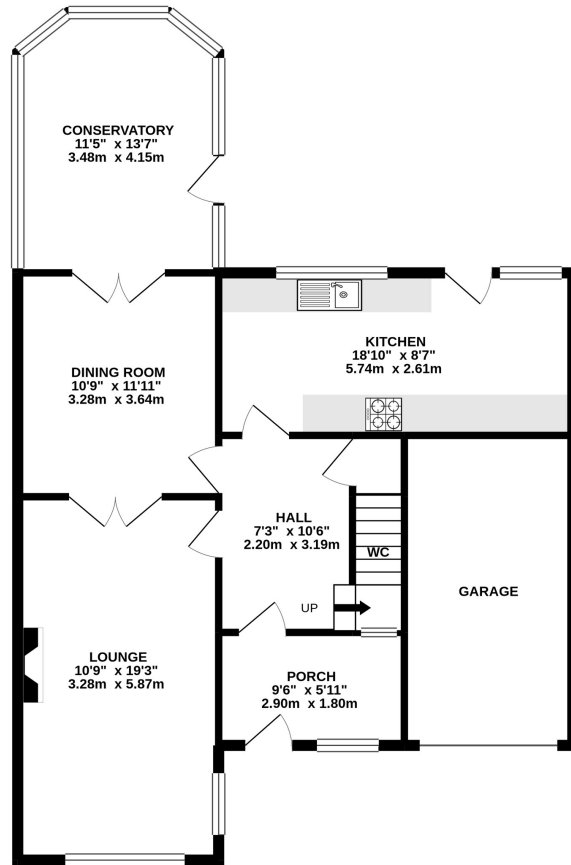 CONSERVATORY
11'5" x 13'7"
3.48m x 4.15m
DINING ROOM
10'9" x 11'11"
3.28m x 3.64m
KITCHEN
18'10" x 8'7"
5.74m x 2.61m
HALL
7'3" x 10'6"
2.20m x 3.19m
WC
UP
GARAGE
LOUNGE
10'9" x 19'3"
3.28m x 5.87m
PORCH
9'6" x 5'11"
2.90m x 1.80m